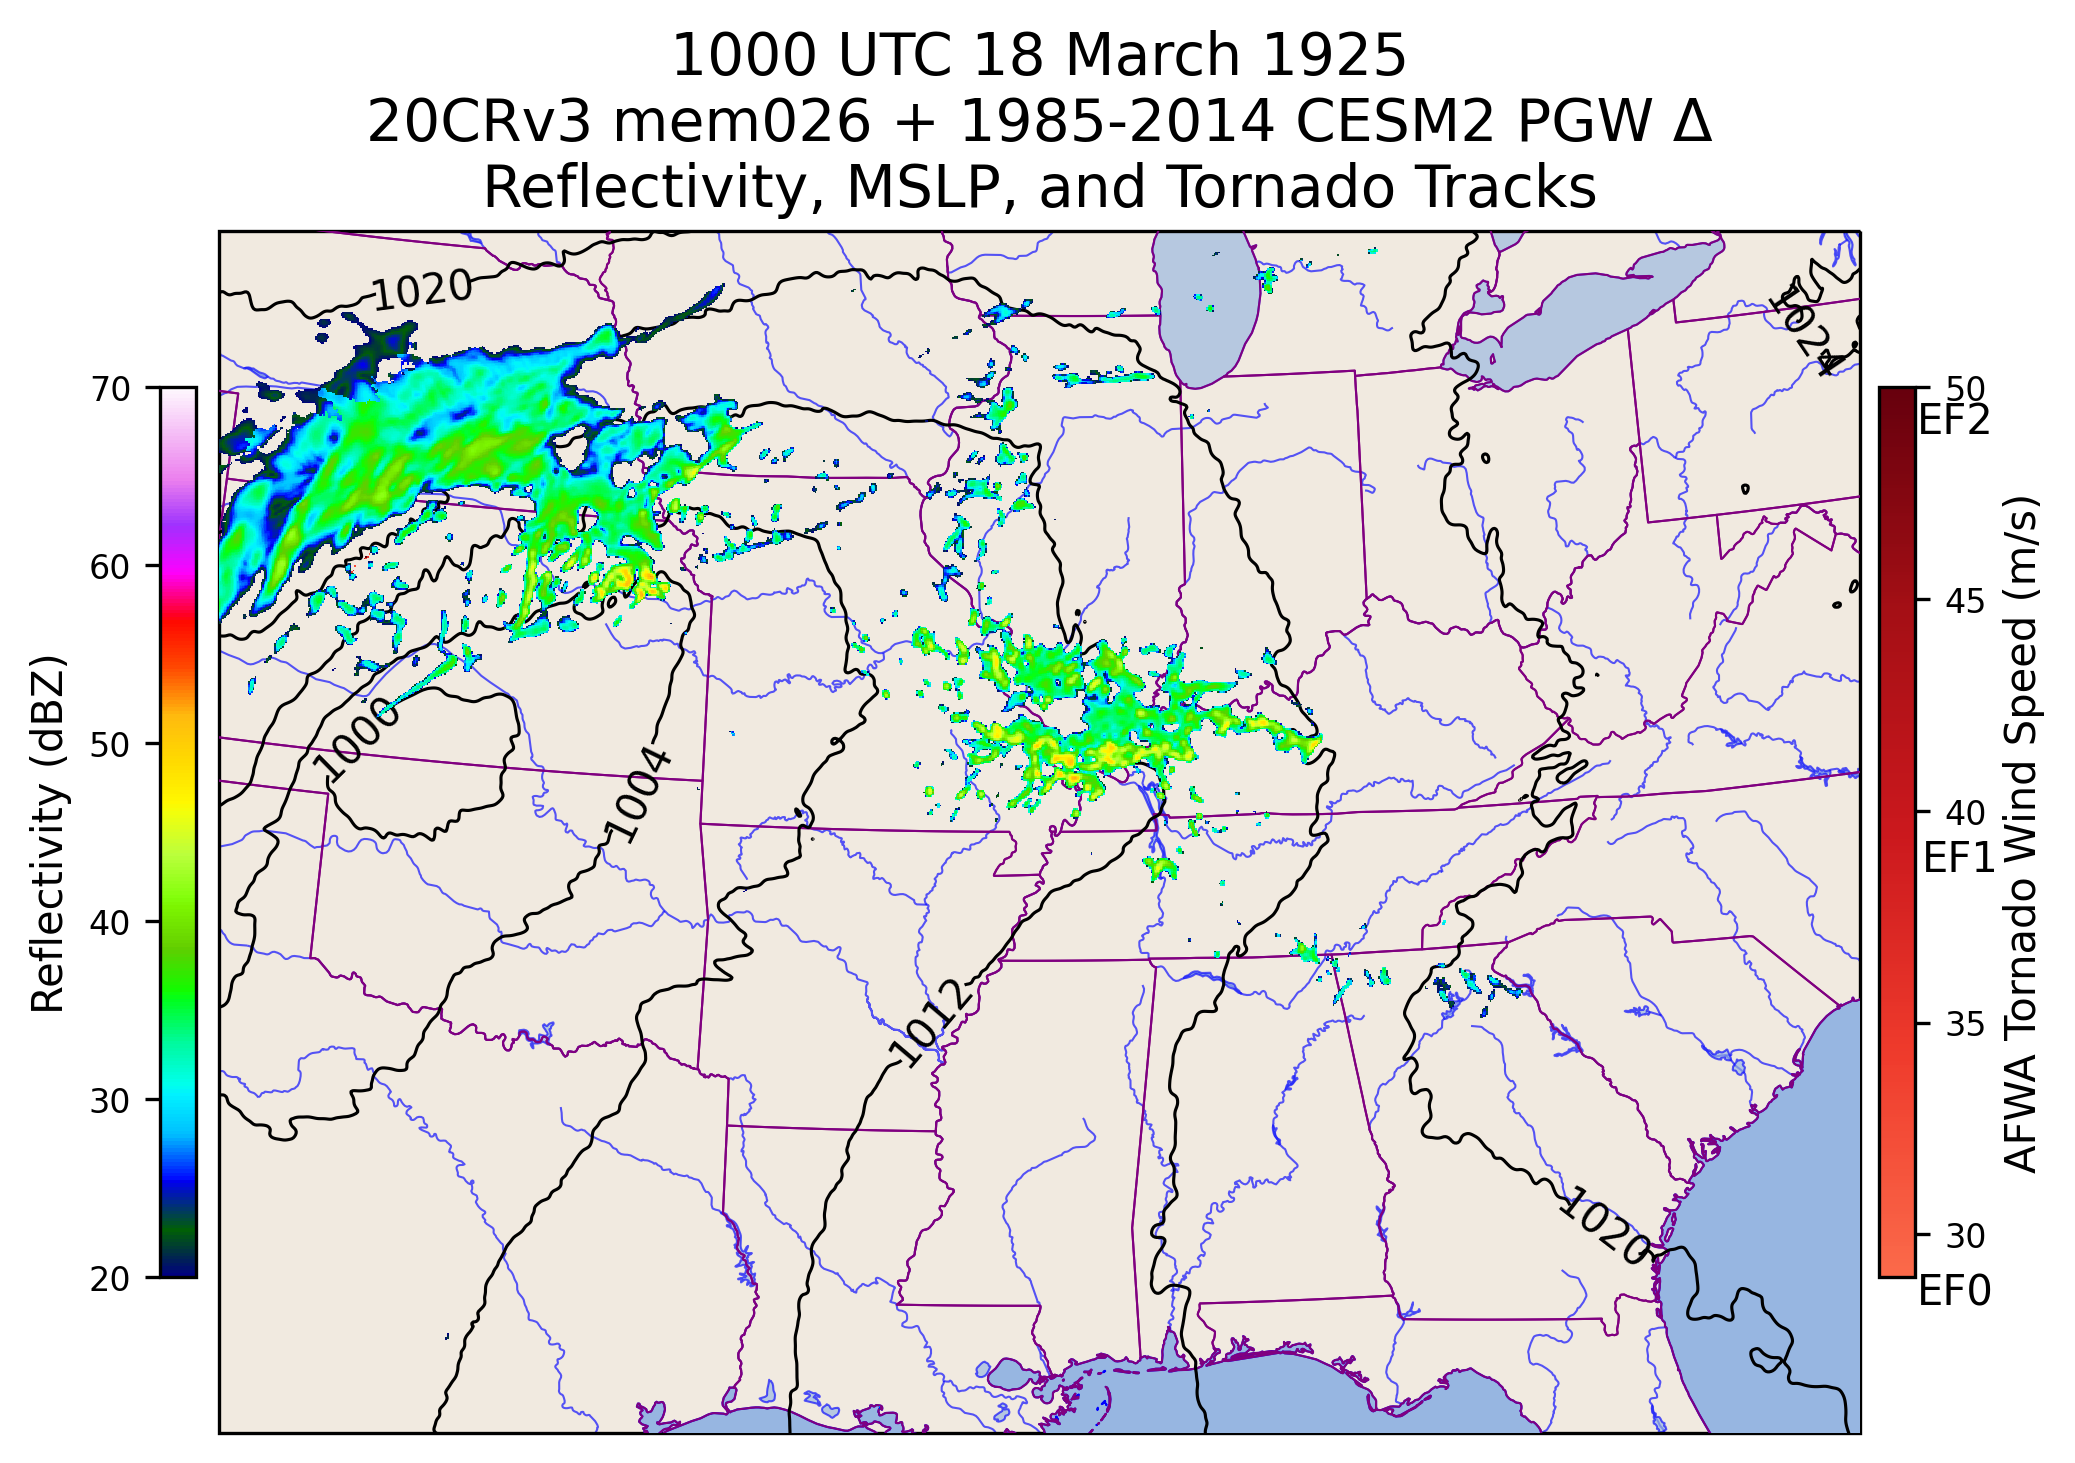 1000 UTC 18 March 1925
20CRv3 mem026 + 1985-2014 CESM2 PGW Δ
Reflectivity, MSLP, and Tornado Tracks
1020
1024
1000
1004
1012
1020
70
60
50
40
30
20
Reflectivity (dBZ)
50
EF2
45
40
EF1
35
30
EF0
AFWA Tornado Wind Speed (m/s)